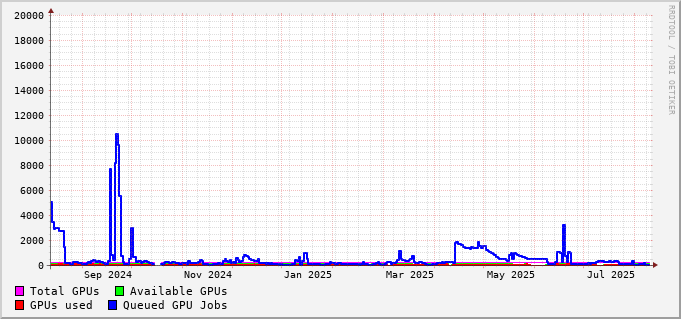 20000
18000
16000
14000
12000
10000
8000
6000
4000
2000
0
Sep 2024 Nov 2024 Jan 2025 Mar 2025 May 2025 Jul 2025
Total GPUs Available GPUs
GPUs used Queued GPU Jobs
RRDTOOL / TOBI OETIKER